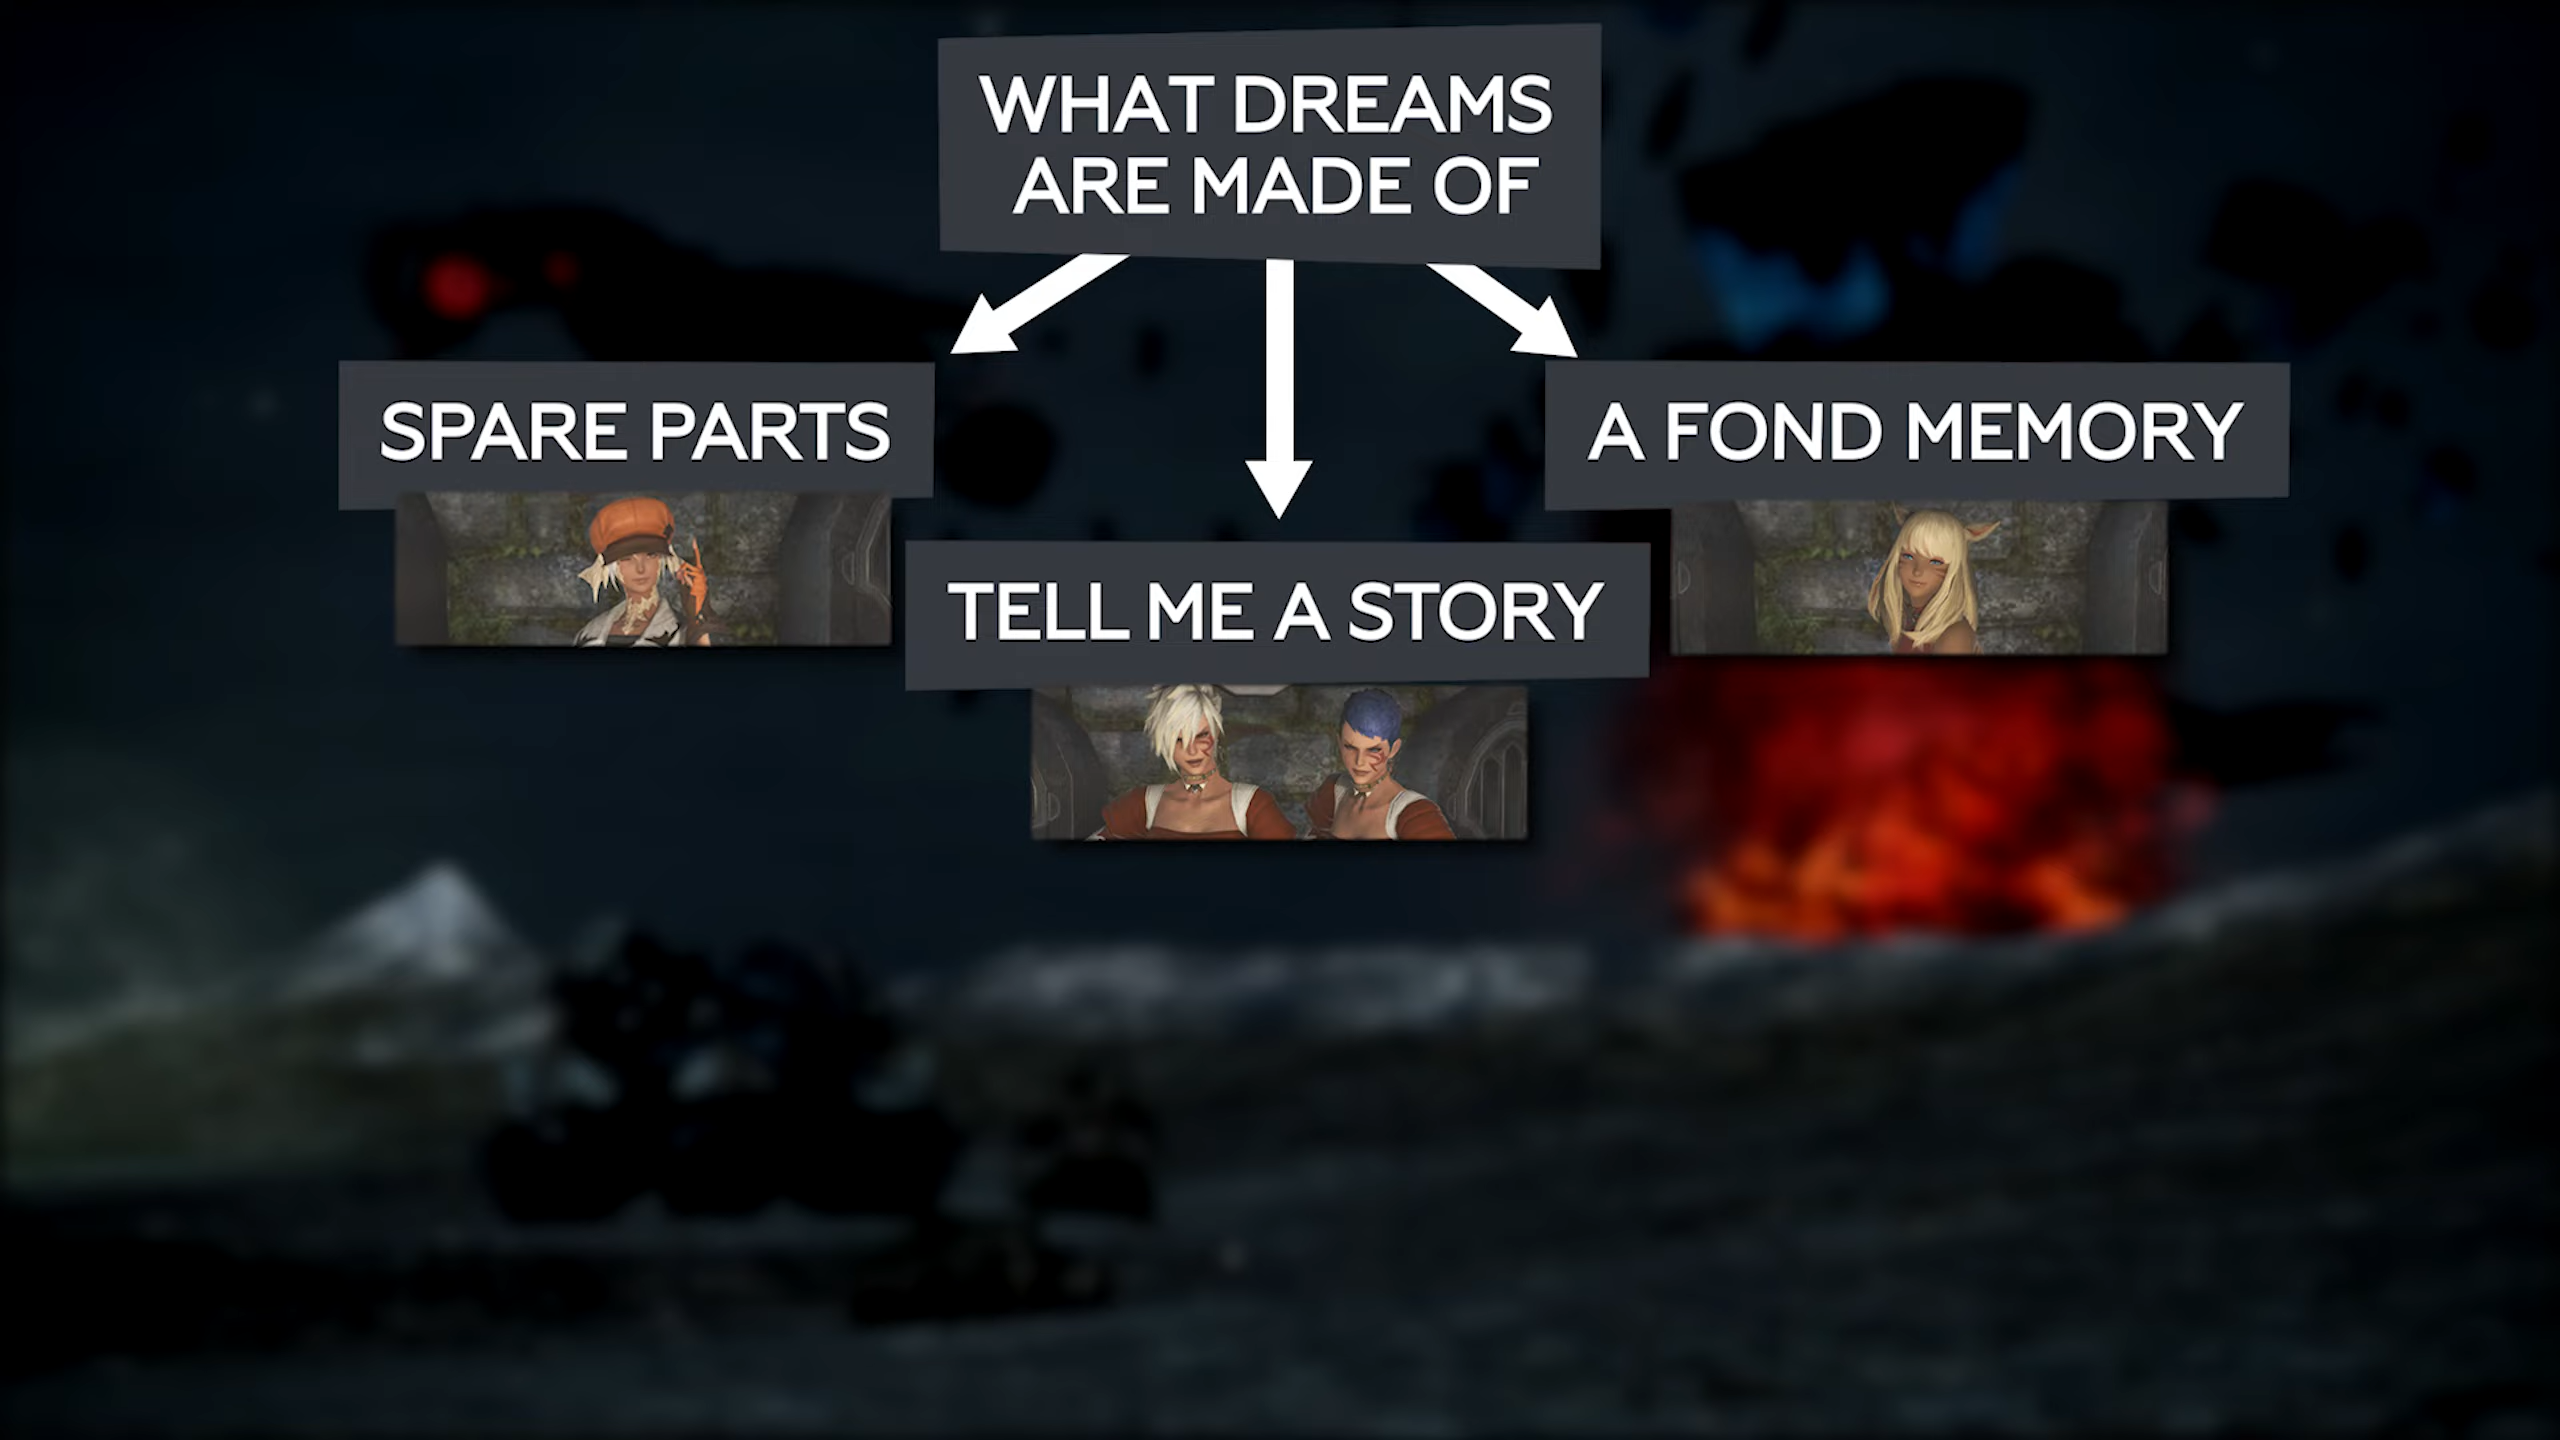 WHAT DREAMS
ARE MADE OF
SPARE PARTS
A FOND MEMORY
TELL ME A STORY